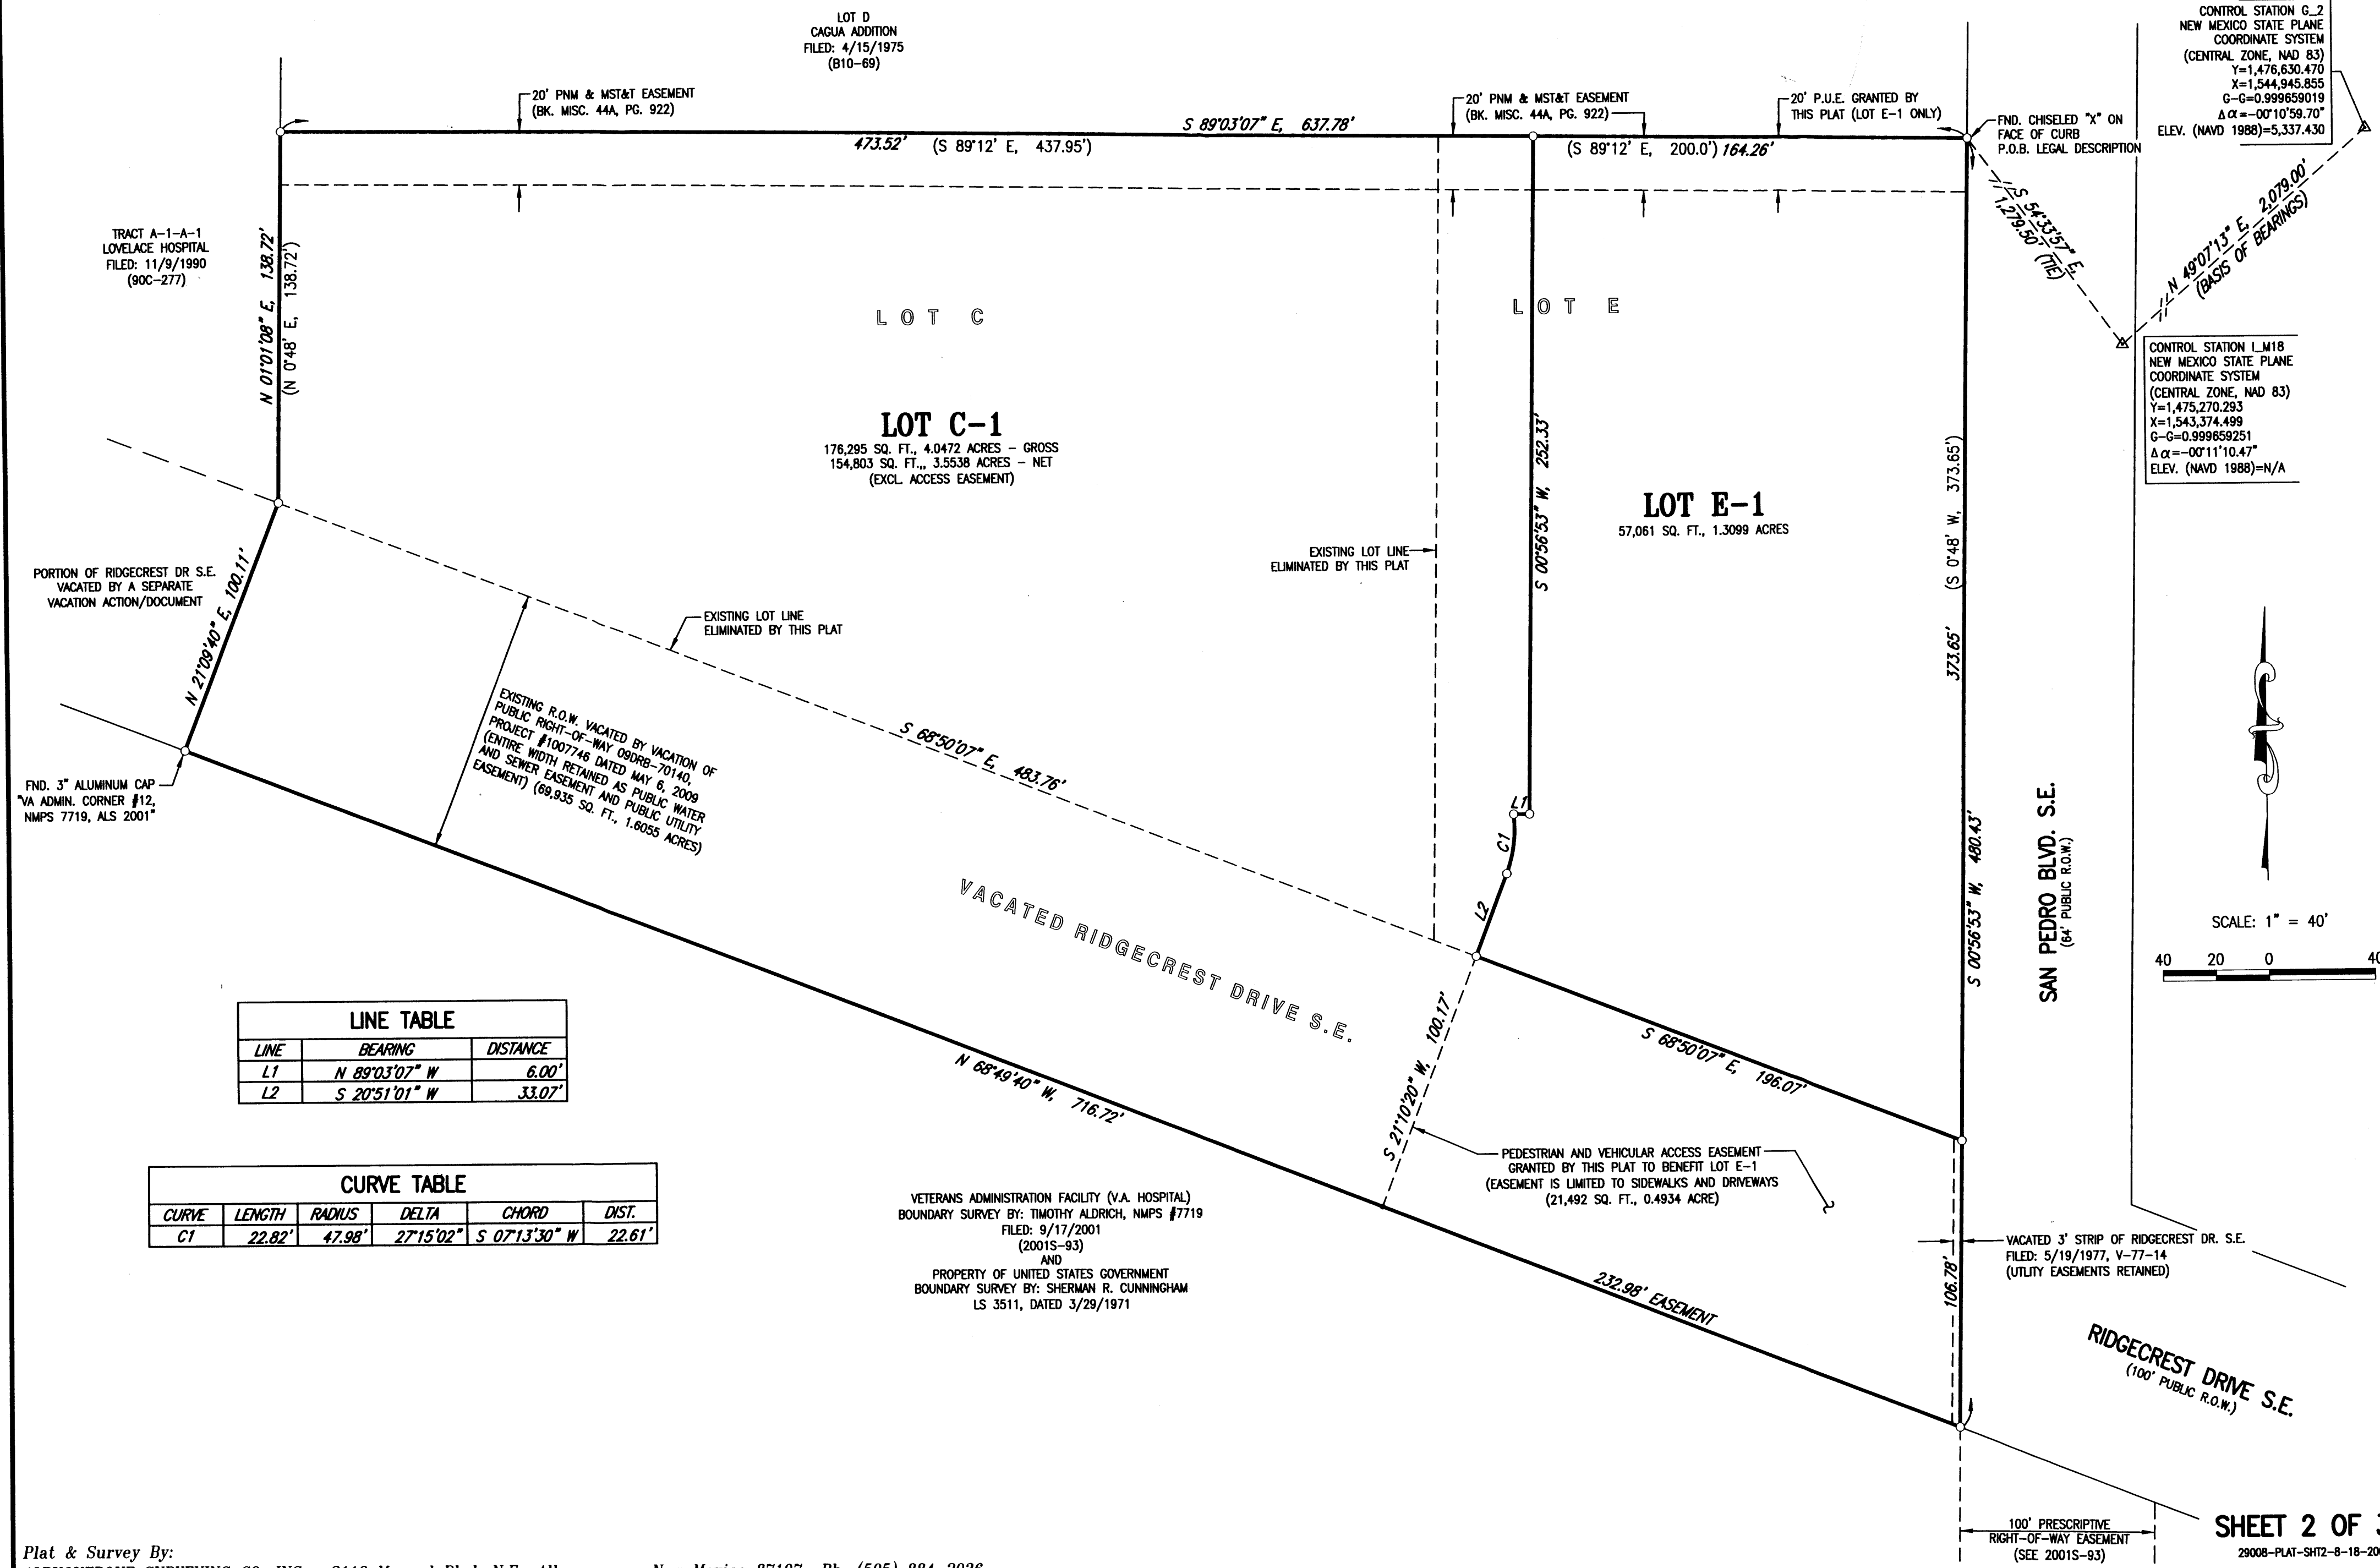 LOT D
CAGUA ADDITION
FILED: 4/15/1975
(B10-69)
CONTROL STATION G_2
NEW MEXICO STATE PLANE
COORDINATE SYSTEM
(CENTRAL ZONE, NAD 83)
Y=1,476,630.470
X=1,544,945.855
G-G=0.999659019
Δα=-00°10'59.70"
ELEV. (NAVD 1988)=5,337.430
20' PNM & MST&T EASEMENT
(BK. MISC. 44A, PG. 922)
20' PNM & MST&T EASEMENT
(BK. MISC. 44A, PG. 922)
20' P.U.E. GRANTED BY
THIS PLAT (LOT E-1 ONLY)
FND. CHISELED "X" ON
FACE OF CURB
P.O.B. LEGAL DESCRIPTION
S 89°03'07" E, 637.78'
473.52' (S 89°12' E, 437.95')
(S 89°12' E, 200.0') 164.26'
S 54°33'57" E,
1,279.50' (TIE)
N 49°07'13" E, 2,079.00'
(BASIS OF BEARINGS)
TRACT A-1-A-1
LOVELACE HOSPITAL
FILED: 11/9/1990
(90C-277)
N 01°01'08" E, 138.72'
(N 0°48' E, 138.72')
LOT C
LOT E
CONTROL STATION I_M18
NEW MEXICO STATE PLANE
COORDINATE SYSTEM
(CENTRAL ZONE, NAD 83)
Y=1,475,270.293
X=1,543,374.499
G-G=0.999659251
Δα=-00°11'10.47"
ELEV. (NAVD 1988)=N/A
LOT C-1
176,295 SQ. FT., 4.0472 ACRES - GROSS
154,803 SQ. FT.,, 3.5538 ACRES - NET
(EXCL. ACCESS EASEMENT)
S 00°56'53" W, 252.33'
LOT E-1
57,061 SQ. FT., 1.3099 ACRES
(S 0°48' W, 373.65')
373.65'
EXISTING LOT LINE
ELIMINATED BY THIS PLAT
PORTION OF RIDGECREST DR S.E.
VACATED BY A SEPARATE
VACATION ACTION/DOCUMENT
N 21°09'40" E, 100.11'
EXISTING LOT LINE
ELIMINATED BY THIS PLAT
EXISTING R.O.W. VACATED BY VACATION OF
PUBLIC RIGHT-OF-WAY 09DRB-70140,
PROJECT #1007746 DATED MAY 6, 2009
(ENTIRE WIDTH RETAINED AS PUBLIC WATER
AND SEWER EASEMENT AND PUBLIC UTILITY
EASEMENT) (69,935 SQ. FT., 1.6055 ACRES)
S 68°50'07" E, 483.76'
FND. 3" ALUMINUM CAP
"VA ADMIN. CORNER #12,
NMPS 7719, ALS 2001"
L1
C1
L2
S 00°56'53" W, 480.43'
SAN PEDRO BLVD. S.E.
(64' PUBLIC R.O.W.)
SCALE: 1" = 40'
40 20 0 40
VACATED RIDGECREST DRIVE S.E.
LINE TABLE
LINE BEARING DISTANCE
L1 N 89°03'07" W 6.00'
L2 S 20°51'01" W 33.07'
N 68°49'40" W, 716.72'
S 21°10'20" W, 100.17'
S 68°50'07" E, 196.07'
CURVE TABLE
CURVE LENGTH RADIUS DELTA CHORD DIST.
C1 22.82' 47.98' 27°15'02" S 07°13'30" W 22.61'
PEDESTRIAN AND VEHICULAR ACCESS EASEMENT
GRANTED BY THIS PLAT TO BENEFIT LOT E-1
(EASEMENT IS LIMITED TO SIDEWALKS AND DRIVEWAYS
(21,492 SQ. FT., 0.4934 ACRE)
VETERANS ADMINISTRATION FACILITY (V.A. HOSPITAL)
BOUNDARY SURVEY BY: TIMOTHY ALDRICH, NMPS #7719
FILED: 9/17/2001
(2001S-93)
AND
PROPERTY OF UNITED STATES GOVERNMENT
BOUNDARY SURVEY BY: SHERMAN R. CUNNINGHAM
LS 3511, DATED 3/29/1971
VACATED 3' STRIP OF RIDGECREST DR. S.E.
FILED: 5/19/1977, V-77-14
(UTLITY EASEMENTS RETAINED)
106.78'
232.98' EASEMENT
RIDGECREST DRIVE S.E.
(100' PUBLIC R.O.W.)
100' PRESCRIPTIVE
RIGHT-OF-WAY EASEMENT
(SEE 2001S-93)
SHEET 2 OF
29008-PLAT-SHT2-8-18-20
Plat & Survey By: